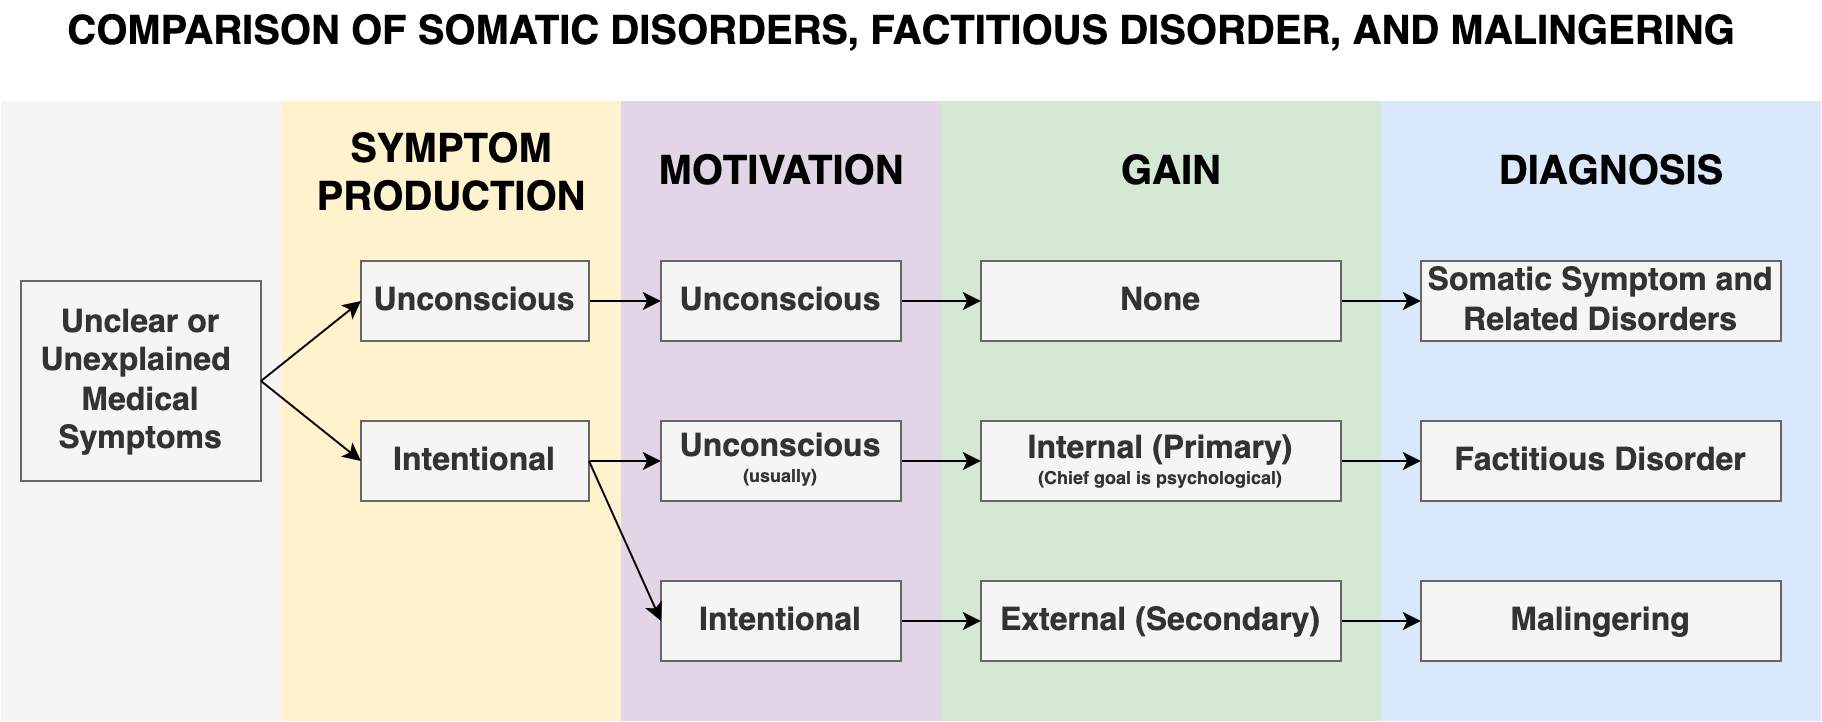 COMPARISON OF SOMATIC DISORDERS, FACTITIOUS DISORDER, AND MALINGERING
SYMPTOM
PRODUCTION
MOTIVATION
GAIN
DIAGNOSIS
Unclear or
Unexplained
Medical
Symptoms
Unconscious
Unconscious
None
Somatic Symptom and
Related Disorders
Intentional
Unconscious
(usually)
Internal (Primary)
(Chief goal is psychological)
Factitious Disorder
Intentional
External (Secondary)
Malingering